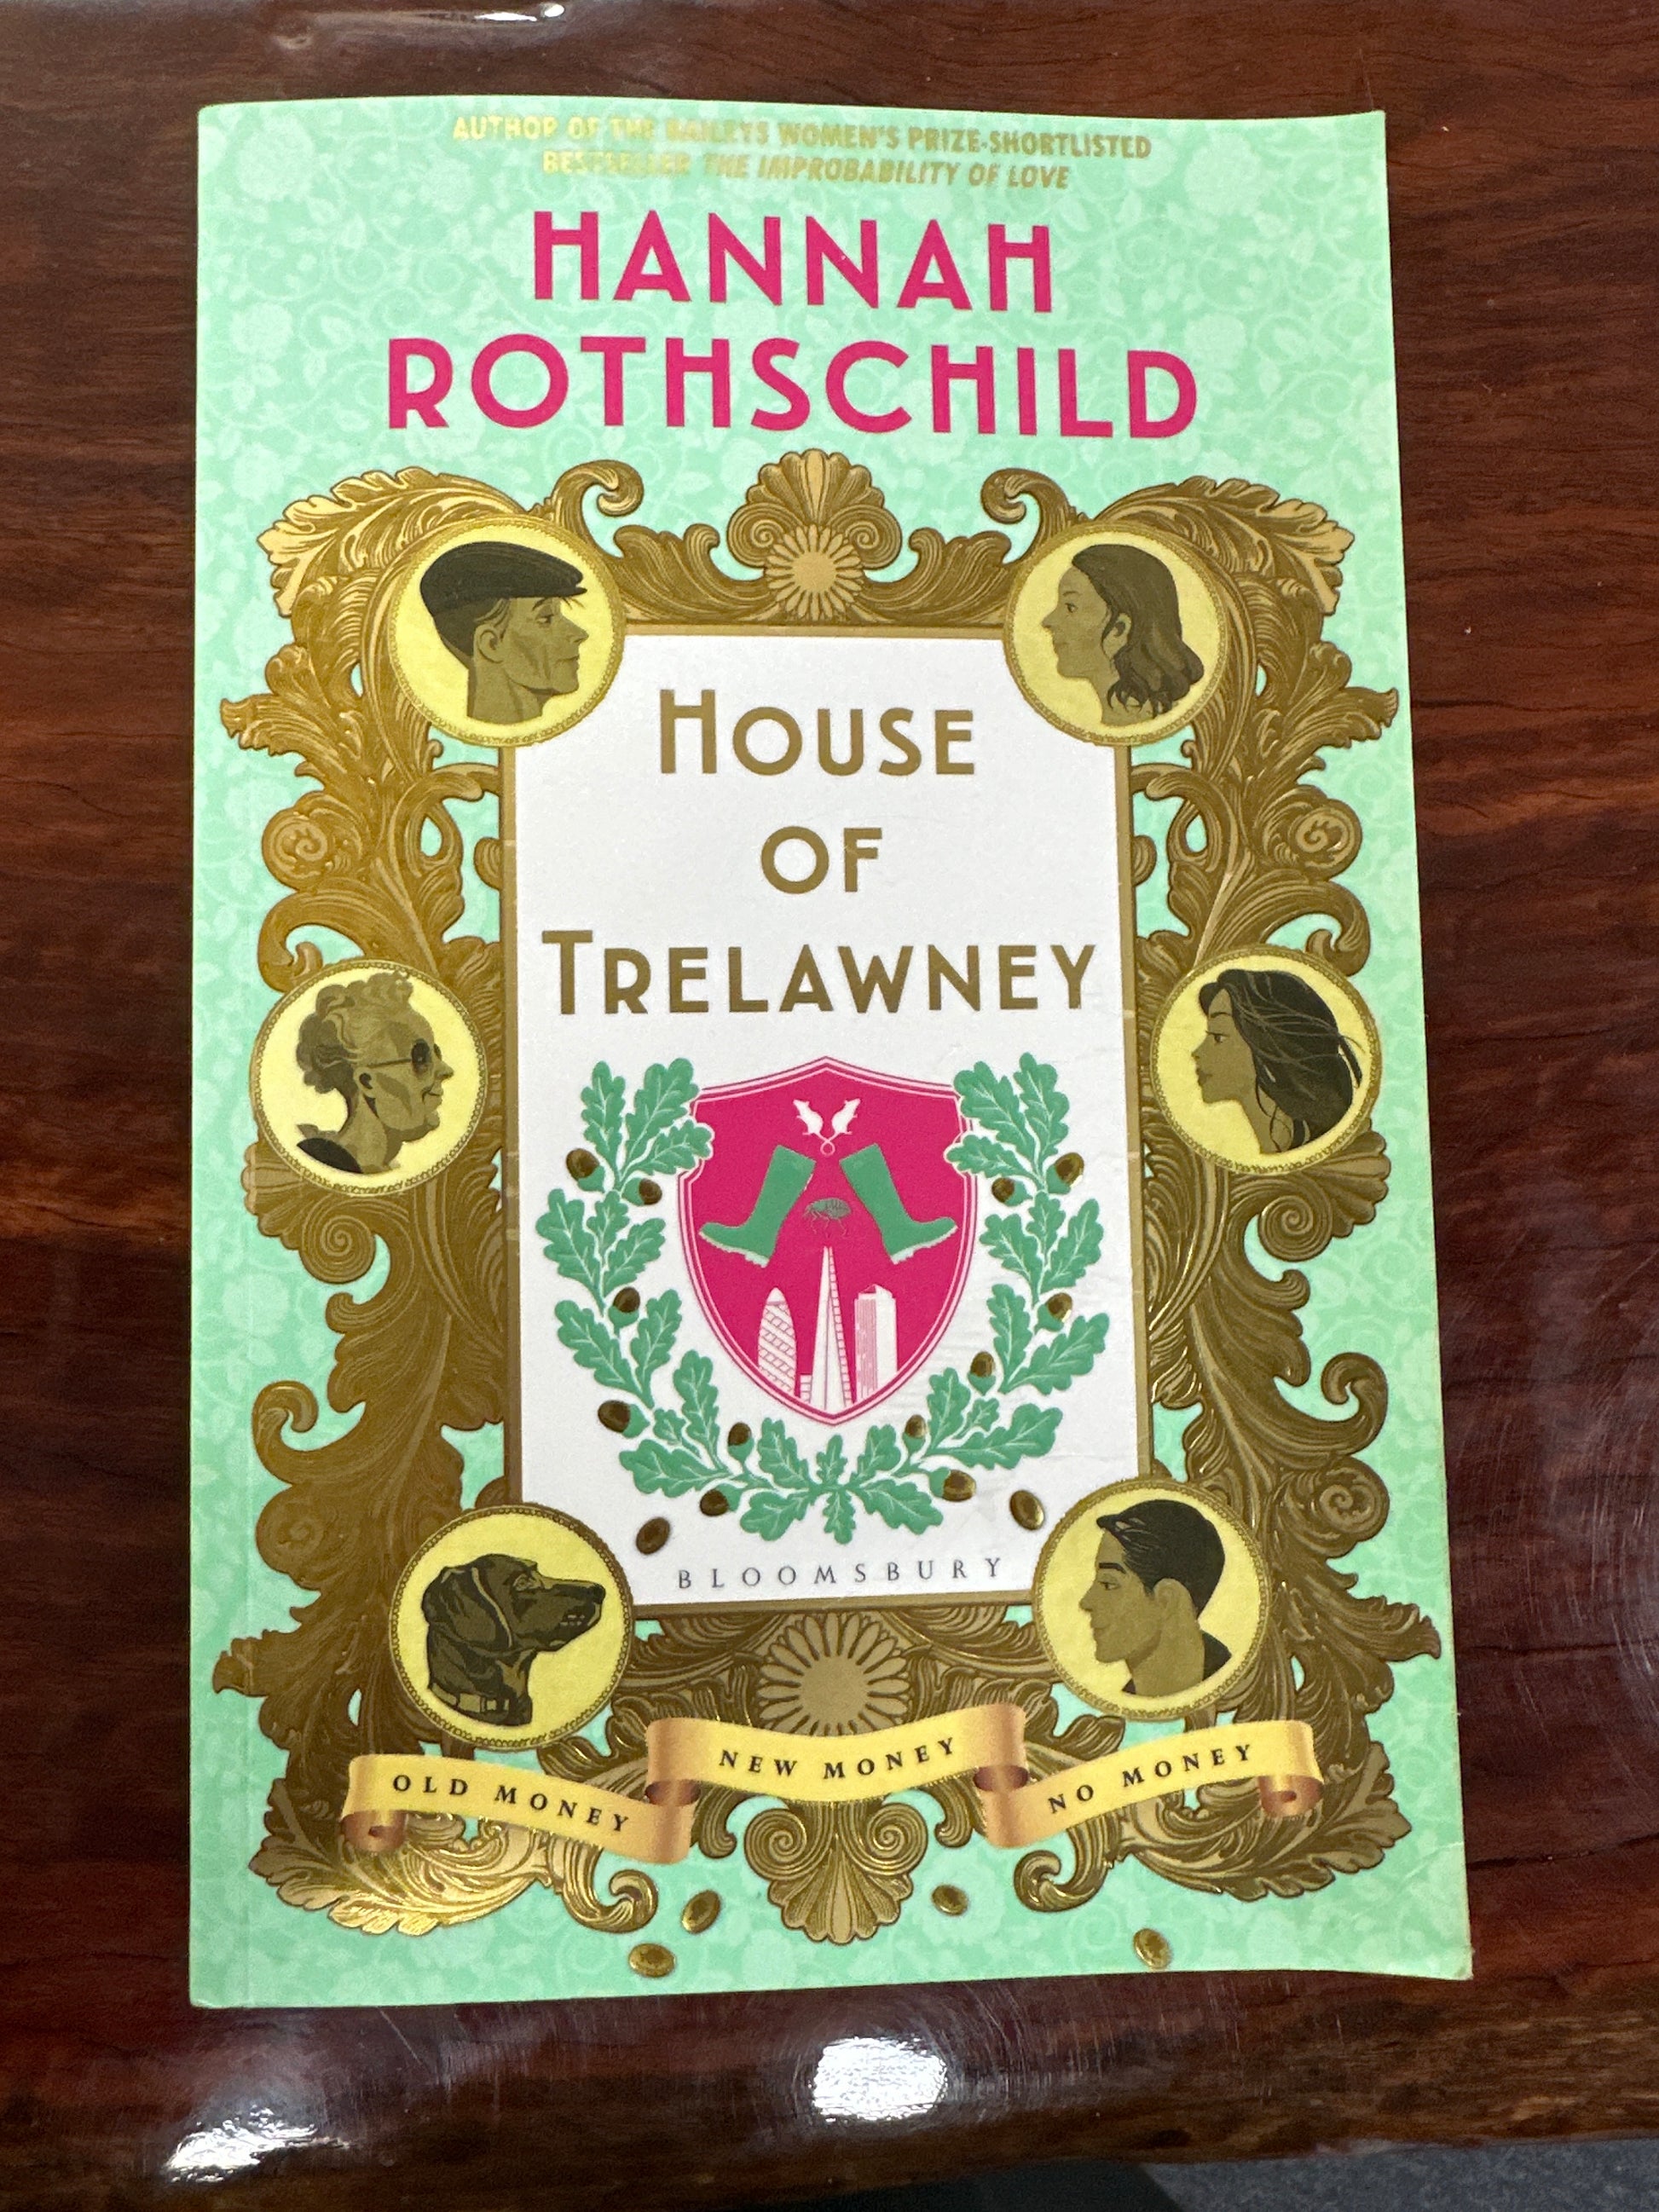 AUTHOR OF THE BAILEYS WOMEN'S PRIZE-SHORTLISTED
BESTSELLER THE IMPROBABILITY OF LOVE
HANNAH
ROTHSCHILD
HOUSE
OF
TRELAWNEY
BLOOMSBURY
OLD MONEY
NEW MONEY
NO MONEY